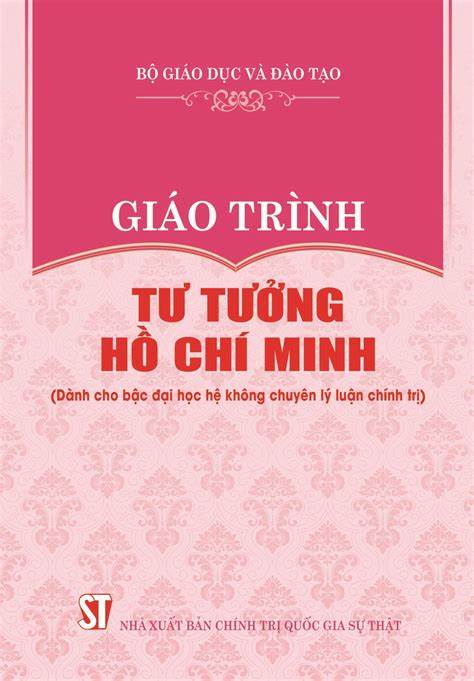 BỘ GIÁO DỤC VÀ ĐÀO TẠO
GIÁO TRÌNH
TƯ TƯỞNG
HỒ CHÍ MINH
(Dành cho bậc đại học hệ không chuyên lý luận chính trị)
ST
NHÀ XUẤT BẢN CHÍNH TRỊ QUỐC GIA SỰ THẬT